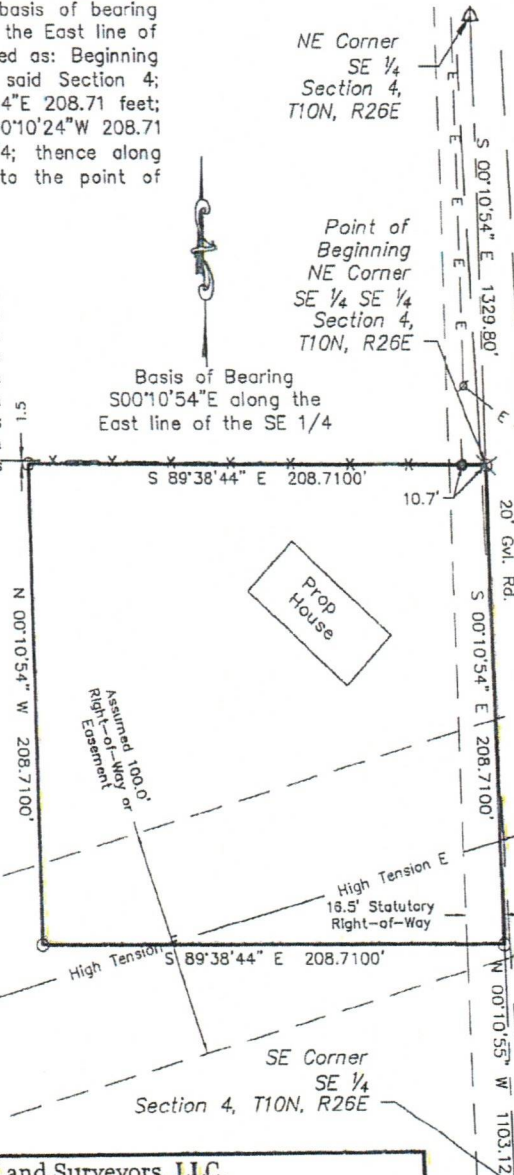 basis of bearing
the East line of
ed as: Beginning
said Section 4;
4"E 208.71 feet;
0°10'24"W 208.71
4; thence along
to the point of
NE Corner
SE ¼
Section 4,
T10N, R26E
E
E
E
E
E
S 00°10'54" E 1329.80'
Point of
Beginning
NE Corner
SE ¼ SE ¼
Section 4,
T10N, R26E
E
Basis of Bearing
S00°10'54"E along the
East line of the SE 1/4
1.5'
S 89°38'44" E 208.7100'
10.7'
20' Gvl. Rd.
Prop
House
N 00°10'54" W 208.7100'
S 00°10'54" E 208.7100'
Assumed 100.0'
Right-of-Way or
Easement
High Tension E
16.5' Statutory
Right-of-Way
High Tension E
S 89°38'44" E 208.7100'
N 00°10'55" W 1103.12
SE Corner
SE ¼
Section 4, T10N, R26E
and Surveyors, LLC